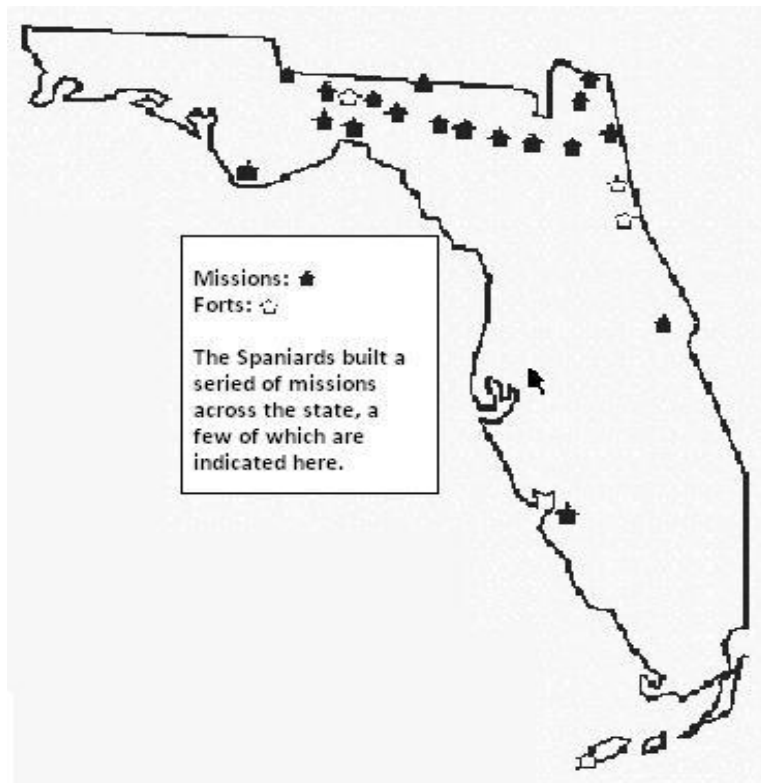 Missions:
Forts:
The Spaniards built a
seried of missions
across the state, a
few of which are
indicated here.